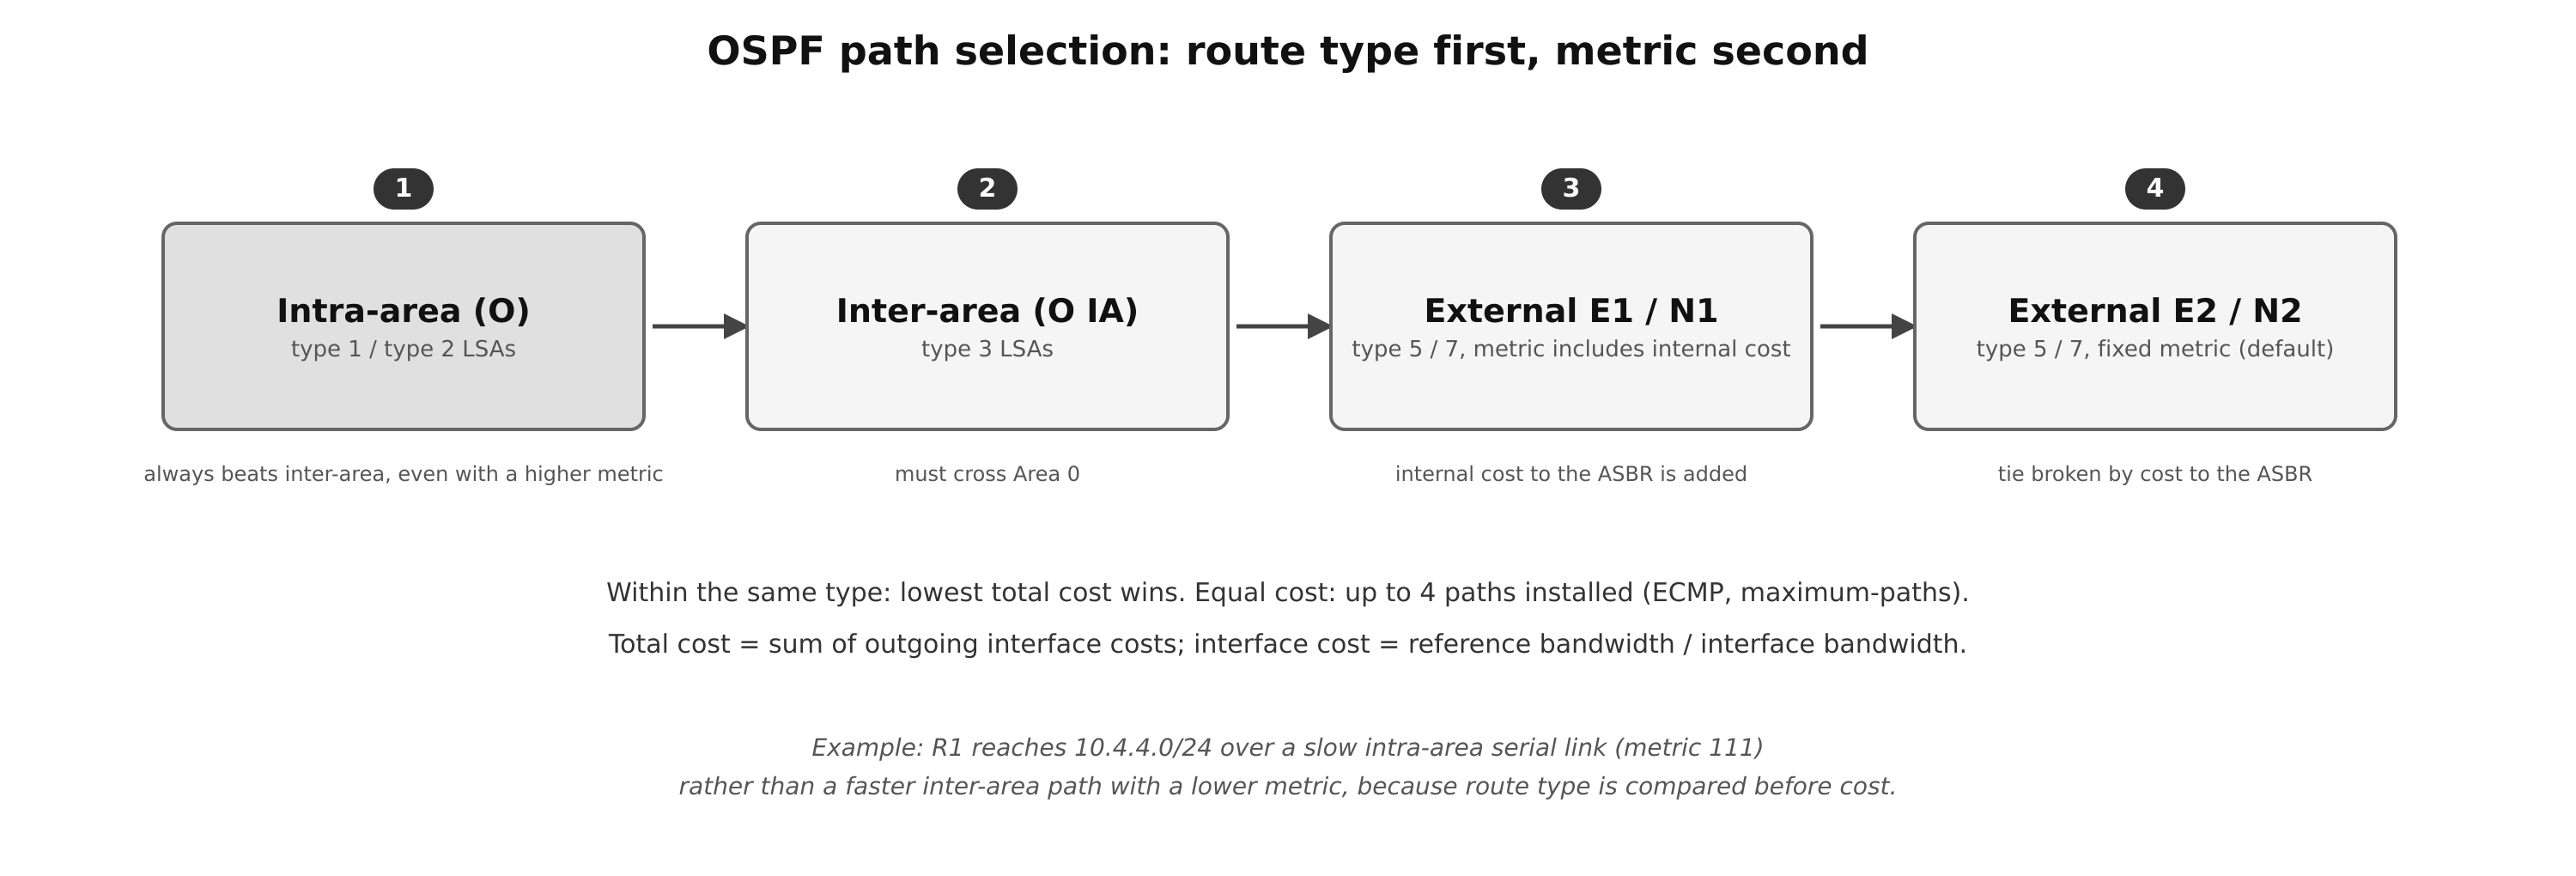 OSPF path selection: route type first, metric second
1
2
3
4
Intra-area (O)
type 1 / type 2 LSAs
Inter-area (O IA)
type 3 LSAs
External E1 / N1
type 5 / 7, metric includes internal cost
External E2 / N2
type 5 / 7, fixed metric (default)
always beats inter-area, even with a higher metric
must cross Area 0
internal cost to the ASBR is added
tie broken by cost to the ASBR
Within the same type: lowest total cost wins. Equal cost: up to 4 paths installed (ECMP, maximum-paths).
Total cost = sum of outgoing interface costs; interface cost = reference bandwidth / interface bandwidth.
Example: R1 reaches 10.4.4.0/24 over a slow intra-area serial link (metric 111)
rather than a faster inter-area path with a lower metric, because route type is compared before cost.